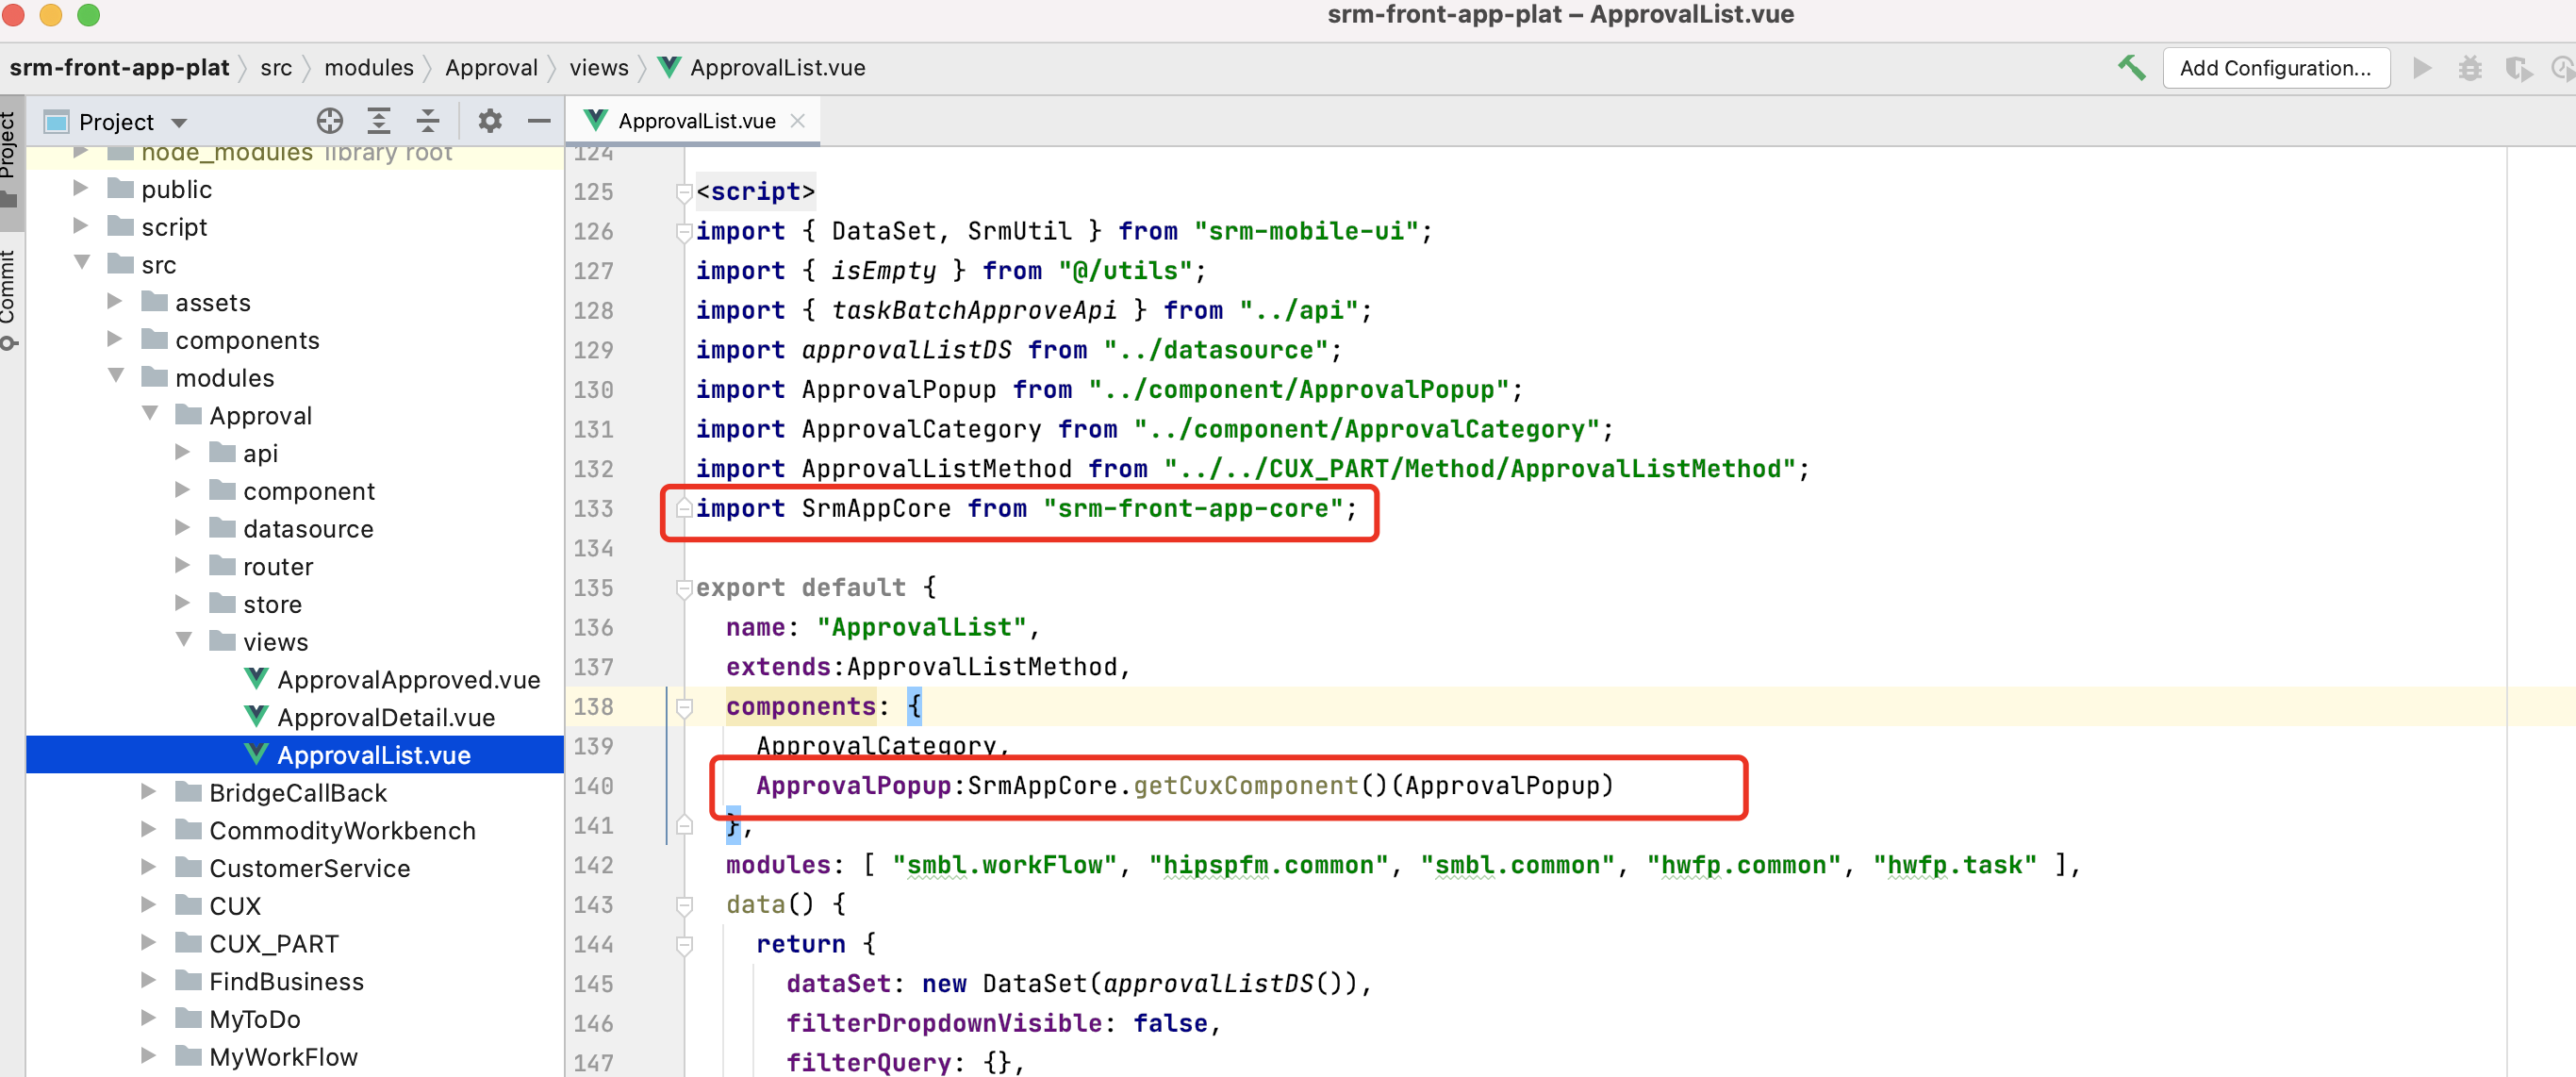 srm-front-app-plat – ApprovalList.vue
srm-front-app-plat src modules Approval views ApprovalList.vue
Add Configuration...
Project
Commit
Project
node_modules library root
public
script
src
assets
components
modules
Approval
api
component
datasource
router
store
views
ApprovalApproved.vue
ApprovalDetail.vue
ApprovalList.vue
BridgeCallBack
CommodityWorkbench
CustomerService
CUX
CUX_PART
FindBusiness
MyToDo
MyWorkFlow
ApprovalList.vue
124
125 <script>
126 import { DataSet, SrmUtil } from "srm-mobile-ui";
127 import { isEmpty } from "@/utils";
128 import { taskBatchApproveApi } from "../api";
129 import approvalListDS from "../datasource";
130 import ApprovalPopup from "../component/ApprovalPopup";
131 import ApprovalCategory from "../component/ApprovalCategory";
132 import ApprovalListMethod from "../../CUX_PART/Method/ApprovalListMethod";
133 import SrmAppCore from "srm-front-app-core";
134
135 export default {
136 name: "ApprovalList",
137 extends:ApprovalListMethod,
138 components: {
139 ApprovalCategory,
140 ApprovalPopup:SrmAppCore.getCuxComponent()(ApprovalPopup)
141 },
142 modules: [ "smbl.workFlow", "hipspfm.common", "smbl.common", "hwfp.common", "hwfp.task" ],
143 data() {
144 return {
145 dataSet: new DataSet(approvalListDS()),
146 filterDropdownVisible: false,
147 filterQuery: {},